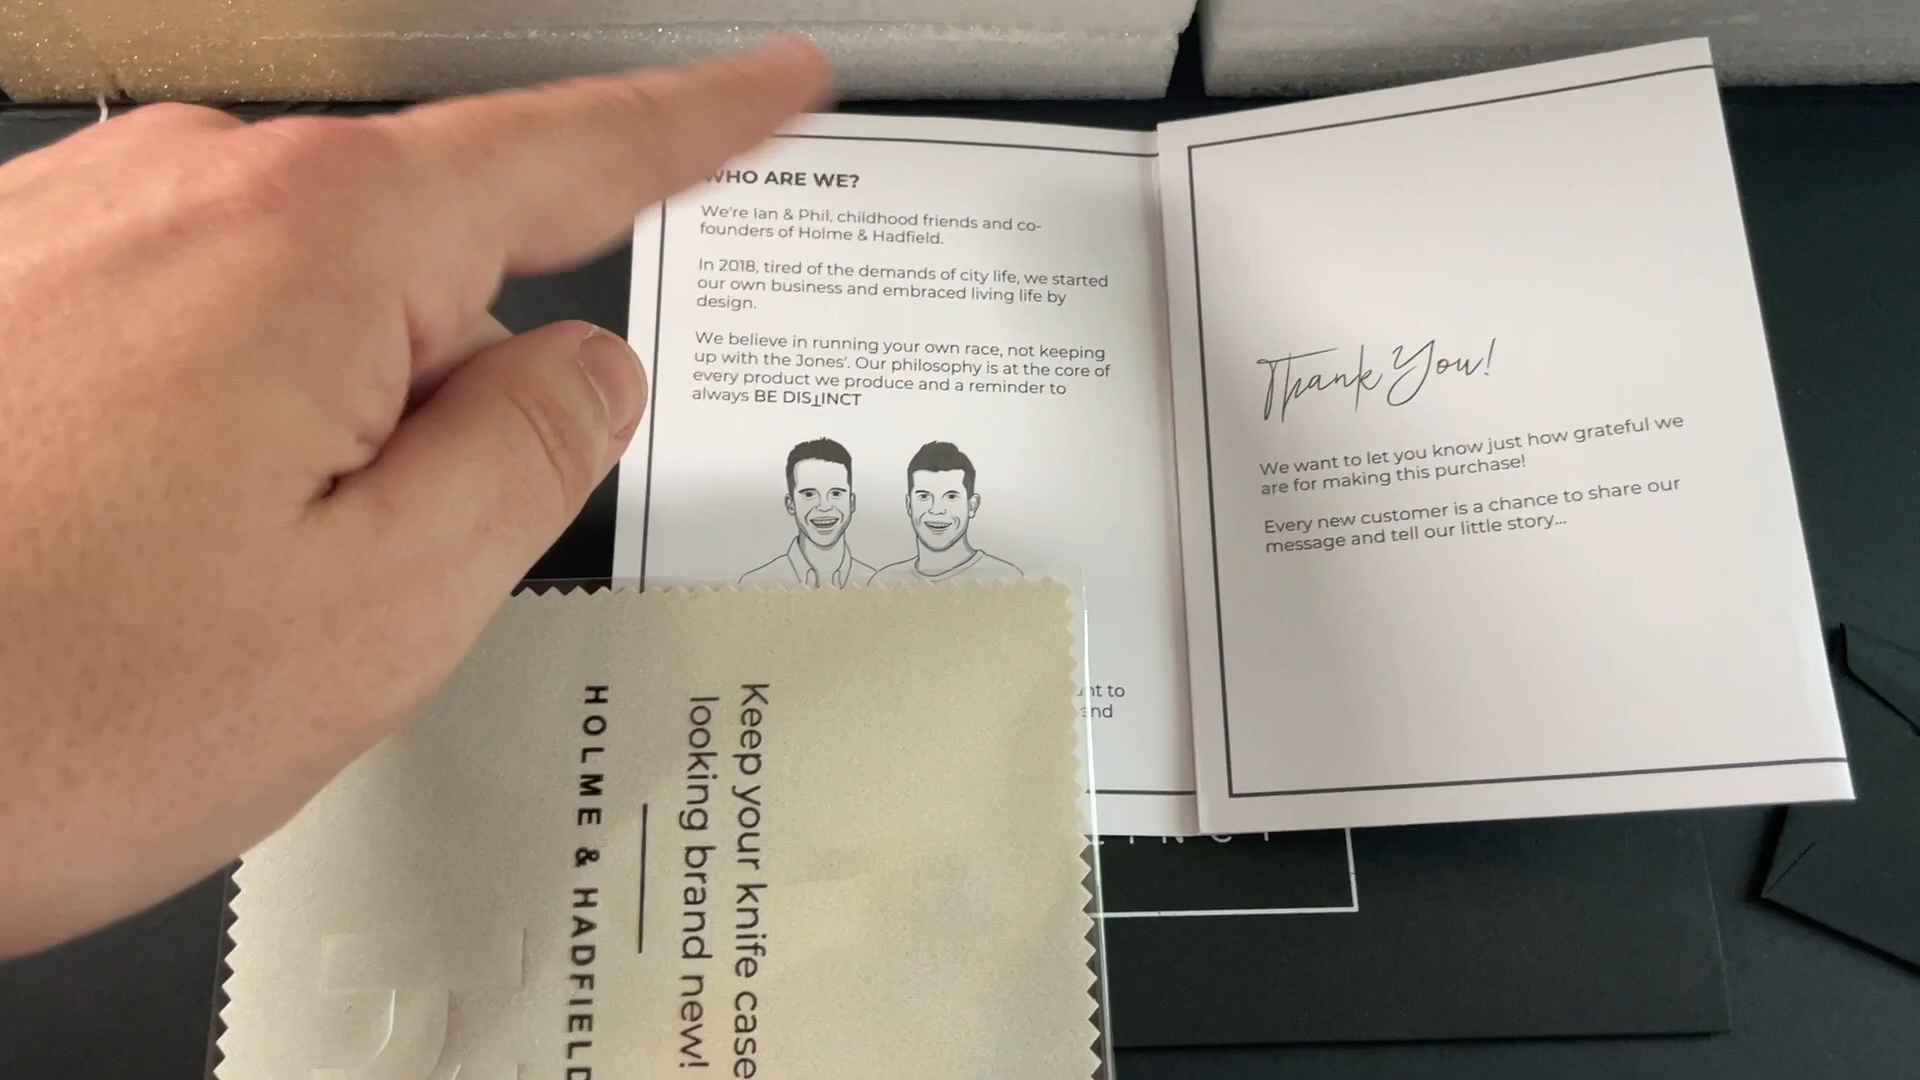 WHO ARE WE?
We're Ian & Phil, childhood friends and co-
founders of Holme & Hadfield.
In 2018, tired of the demands of city life, we started
our own business and embraced living life by
design.
We believe in running your own race, not keeping
up with the Jones'. Our philosophy is at the core of
every product we produce and a reminder to
always BE DISTINCT
to
and
Thank You!
We want to let you know just how grateful we
are for making this purchase!
Every new customer is a chance to share our
message and tell our little story...
Keep your knife case
looking brand new!
HOLME & HADFIELD